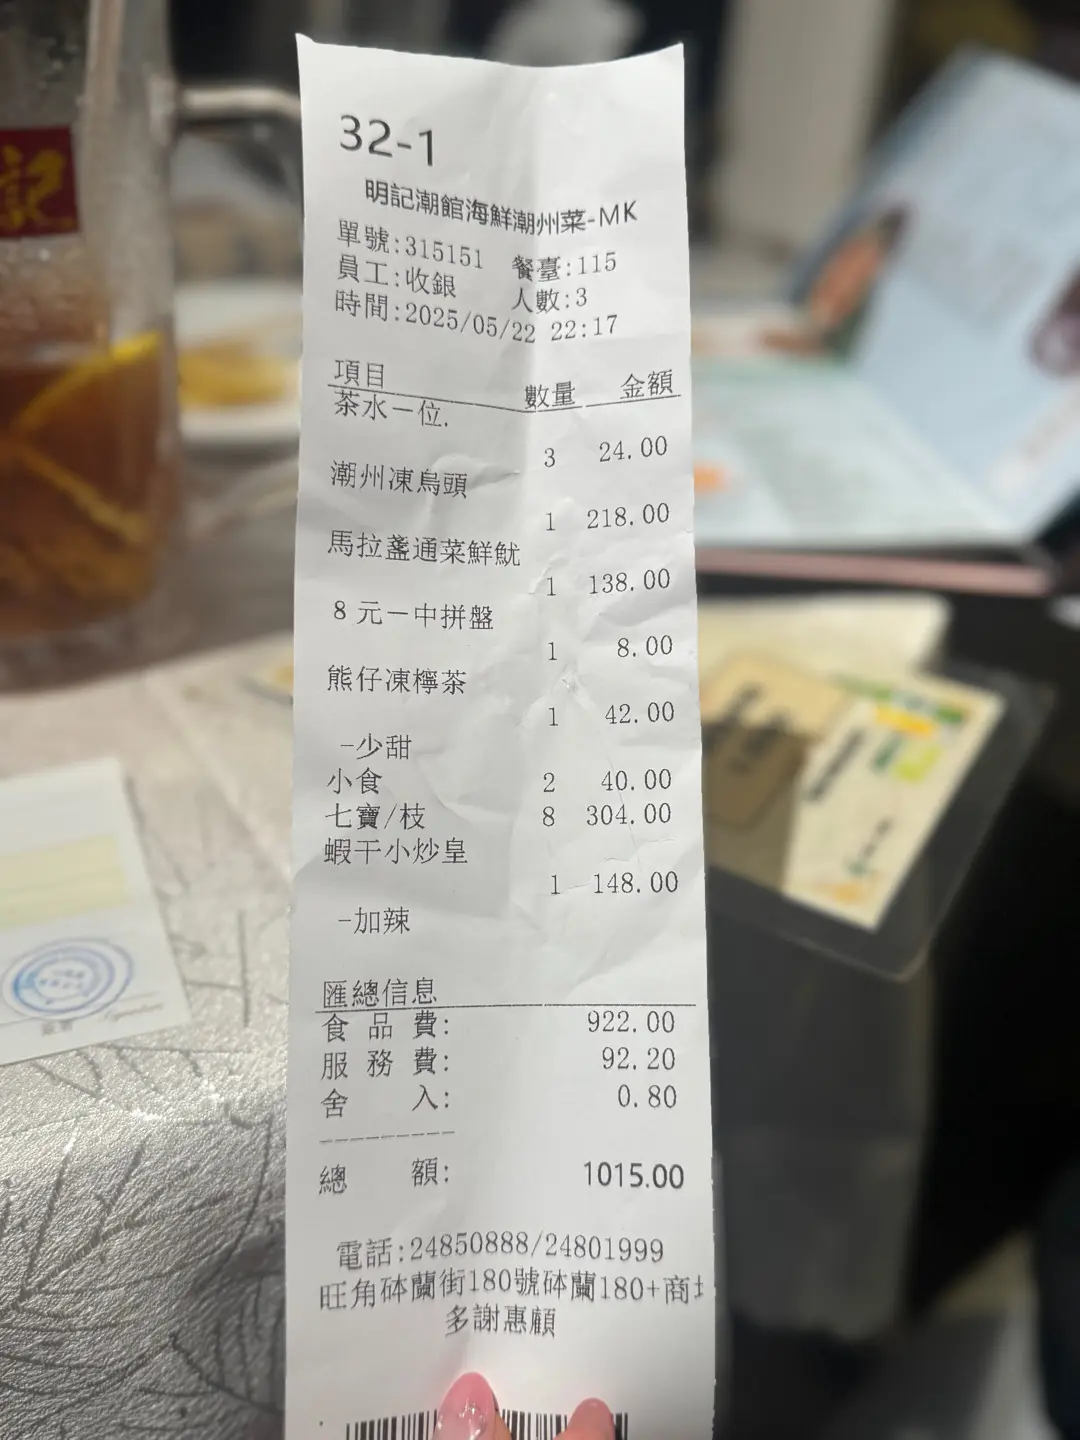 記
32-1
明記潮館海鮮潮州菜-MK
單號:315151 餐臺:115
員工:收銀 人數:3
時間:2025/05/22 22:17
項目 數量 金額
茶水一位.
3 24.00
潮州凍烏頭
1 218.00
馬拉盞通菜鮮魷
1 138.00
8元一中拼盤
1 8.00
熊仔凍檸茶
1 42.00
-少甜
小食 2 40.00
七寶/枝 8 304.00
蝦干小炒皇
1 148.00
-加辣
匯總信息
食品費: 922.00
服務費: 92.20
舍入: 0.80
---------
總額: 1015.00
電話:24850888/24801999
旺角砵蘭街180號砵蘭180+商
多謝惠顧